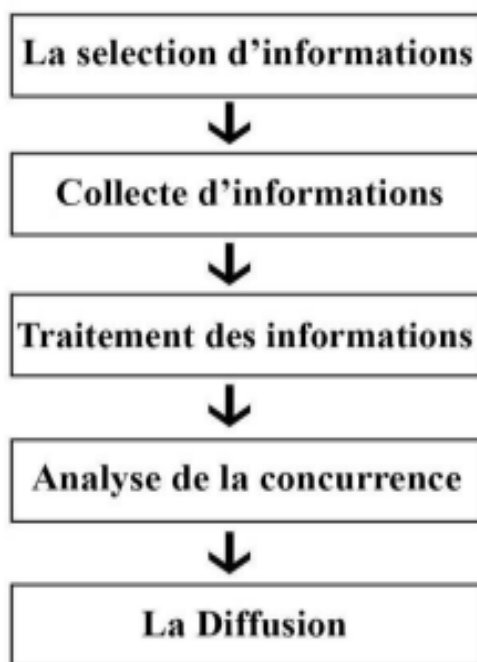 La selection d’informations
Collecte d’informations
Traitement des informations
Analyse de la concurrence
La Diffusion